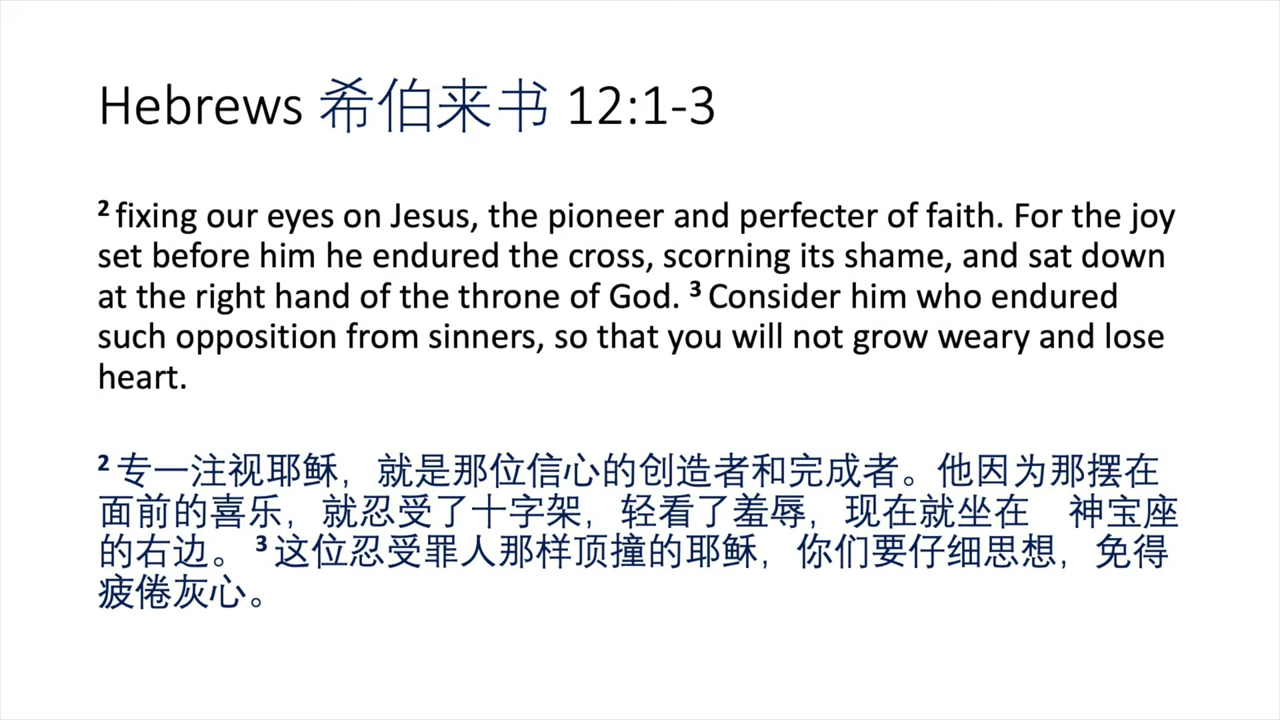 Hebrews 希伯来书 12:1-3
² fixing our eyes on Jesus, the pioneer and perfecter of faith. For the joy
set before him he endured the cross, scorning its shame, and sat down
at the right hand of the throne of God. ³ Consider him who endured
such opposition from sinners, so that you will not grow weary and lose
heart.
² 专一注视耶稣，就是那位信心的创造者和完成者。他因为那摆在
面前的喜乐，就忍受了十字架，轻看了羞辱，现在就坐在　神宝座
的右边。 ³ 这位忍受罪人那样顶撞的耶稣，你们要仔细思想，免得
疲倦灰心。